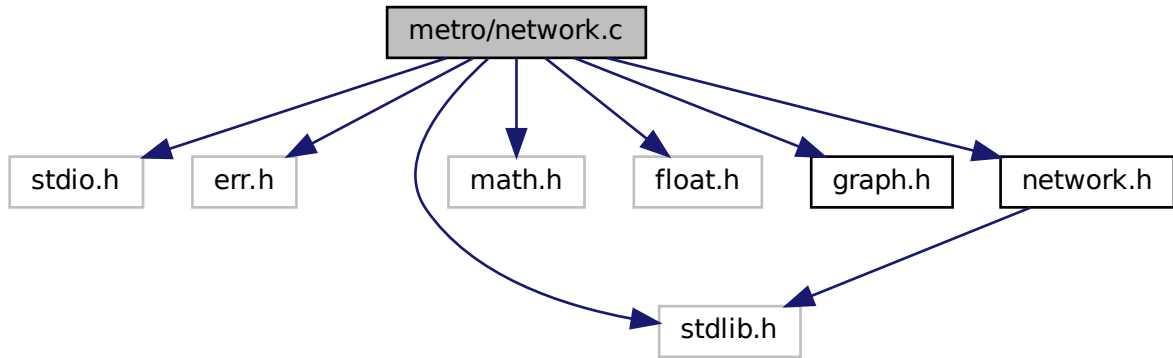 metro/network.c
stdio.h
err.h
math.h
float.h
graph.h
network.h
stdlib.h